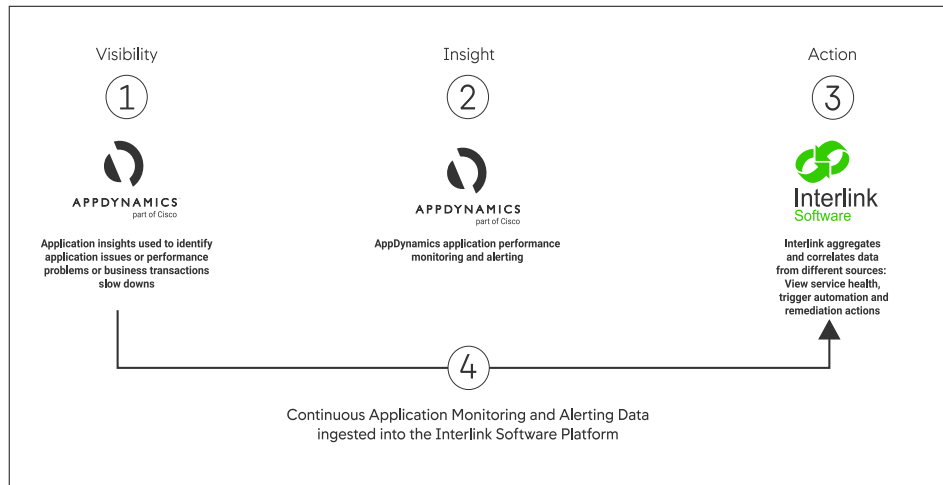 Visibility
1
APPDYNAMICS
part of Cisco
Application insights used to identify
application issues or performance
problems or business transactions
slow downs
Insight
2
APPDYNAMICS
part of Cisco
AppDynamics application performance
monitoring and alerting
Action
3
Interlink
Software
Interlink aggregates
and correlates data
from different sources:
View service health,
trigger automation and
remediation actions
4
Continuous Application Monitoring and Alerting Data
ingested into the Interlink Software Platform